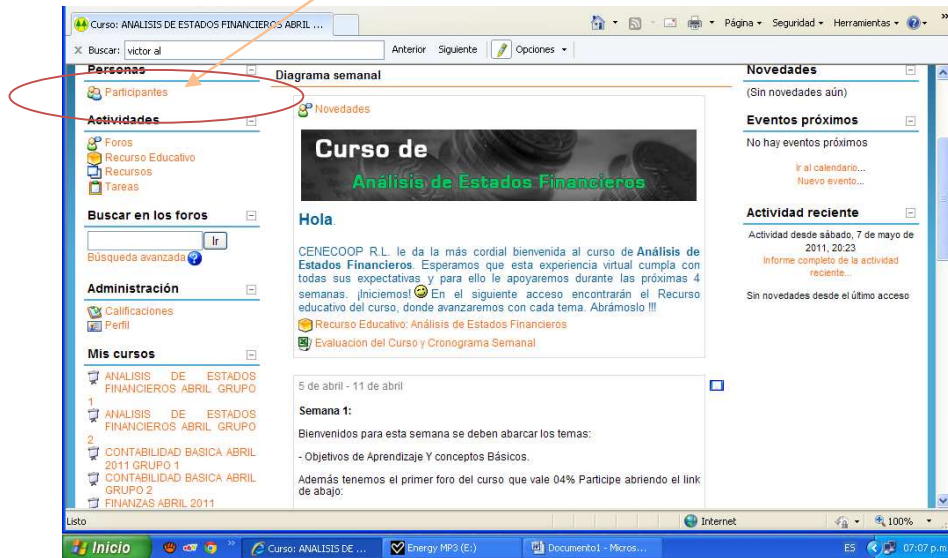 Curso: ANALISIS DE ESTADOS FINANCIEROS ABRIL ...
Página
Seguridad
Herramientas
Buscar: victor al
Anterior
Siguiente
Opciones
Personas
Participantes
Actividades
Foros
Recurso Educativo
Recursos
Tareas
Buscar en los foros
Ir
Búsqueda avanzada
Administración
Calificaciones
Perfil
Mis cursos
ANALISIS DE ESTADOS
FINANCIEROS ABRIL GRUPO
1
ANALISIS DE ESTADOS
FINANCIEROS ABRIL GRUPO
2
CONTABILIDAD BASICA ABRIL
2011 GRUPO 1
CONTABILIDAD BASICA ABRIL
GRUPO 2
FINANZAS ABRIL 2011
Diagrama semanal
Novedades
Curso de
Análisis de Estados Financieros
Hola.
CENECOOP R.L. le da la más cordial bienvenida al curso de Análisis de
Estados Financieros. Esperamos que esta experiencia virtual cumpla con
todas sus expectativas y para ello le apoyaremos durante las próximas 4
semanas. ¡Iniciemos! En el siguiente acceso encontrarán el Recurso
educativo del curso, donde avanzaremos con cada tema. Abrámoslo !!!
Recurso Educativo: Análisis de Estados Financieros
Evaluacion del Curso y Cronograma Semanal
5 de abril - 11 de abril
Semana 1:
Bienvenidos para esta semana se deben abarcar los temas:
- Objetivos de Aprendizaje Y conceptos Básicos.
Además tenemos el primer foro del curso que vale 04% Participe abriendo el link
de abajo:
Novedades
(Sin novedades aún)
Eventos próximos
No hay eventos próximos
Ir al calendario...
Nuevo evento...
Actividad reciente
Actividad desde sábado, 7 de mayo de
2011, 20:23
Informe completo de la actividad
reciente...
Sin novedades desde el último acceso
Listo
Internet
100%
Inicio
Curso: ANALISIS DE ...
Energy MP3 (E:)
Documento1 - Micros...
ES
07:07 p.m.